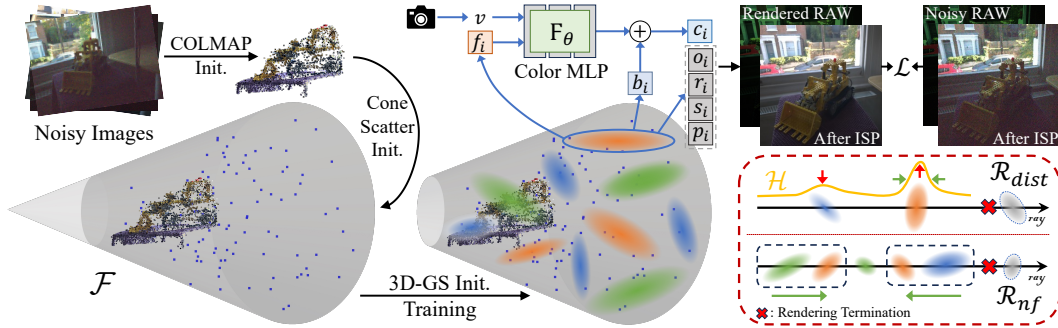 Noisy Images
COLMAP
Init.
Cone
Scatter
Init.
𝓕
3D-GS Init.
Training
v
f_i
F_θ
Color MLP
+
b_i
c_i
o_i
r_i
s_i
p_i
Rendered RAW
After ISP
𝓛
Noisy RAW
After ISP
𝓗
𝓡_dist
ray
ray
𝓡_nf
: Rendering Termination